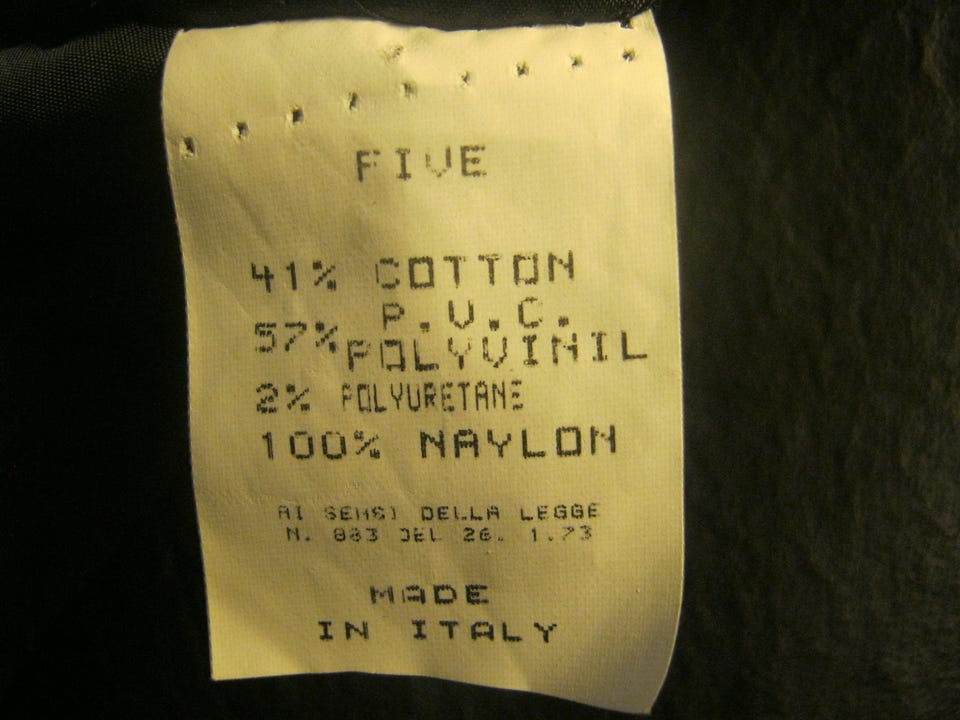 FIVE
41% COTTON
P.V.C.
57% POLYVINIL
2% POLYURETANE
100% NAYLON
AI SENSI DELLA LEGGE
N. 883 DEL 26. 1.73
MADE
IN ITALY